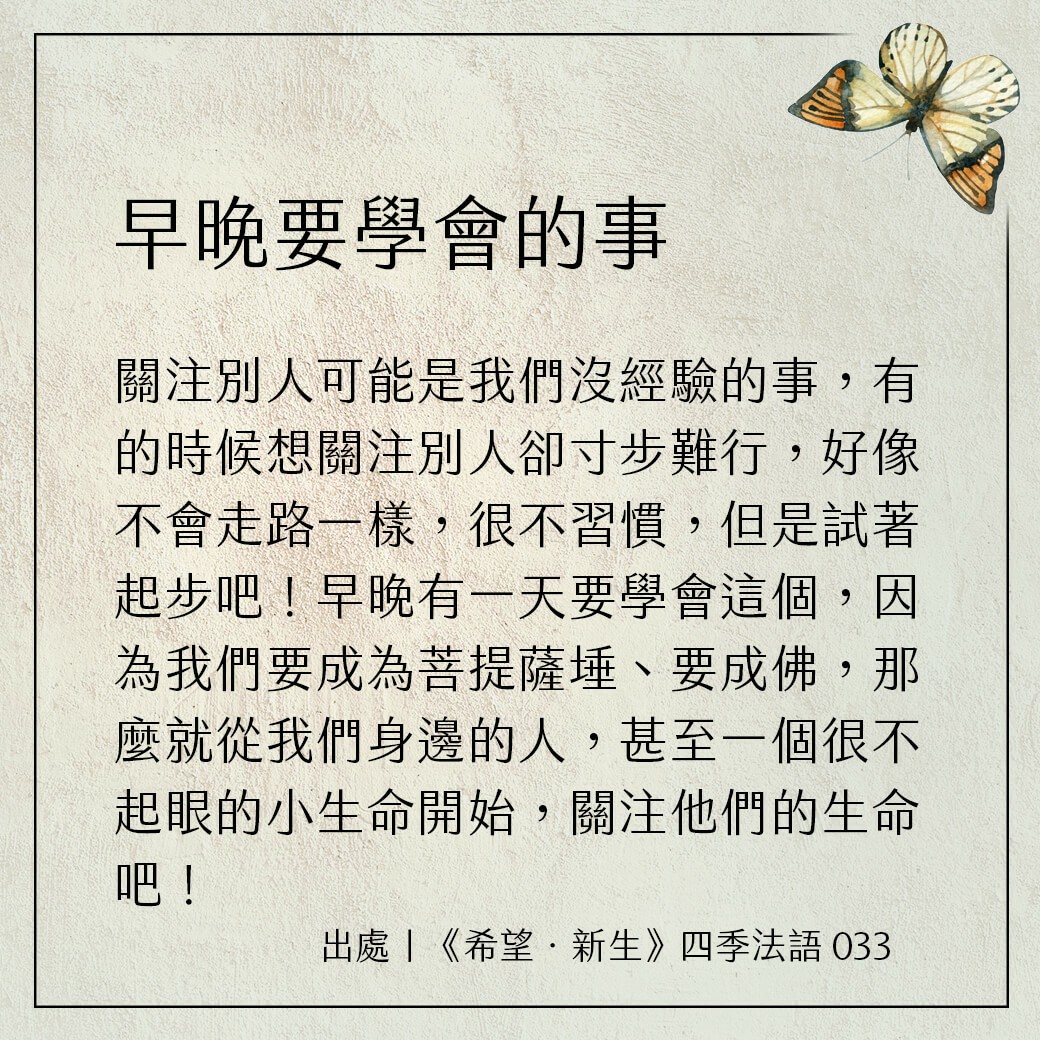 早晚要學會的事
關注別人可能是我們沒經驗的事，有
的時候想關注別人卻寸步難行，好像
不會走路一樣，很不習慣，但是試著
起步吧！早晚有一天要學會這個，因
為我們要成為菩提薩埵、要成佛，那
麼就從我們身邊的人，甚至一個很不
起眼的小生命開始，關注他們的生命
吧！
出處｜《希望．新生》四季法語 033